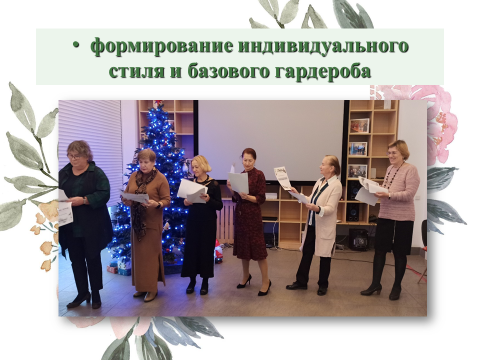 • формирование индивидуального
стиля и базового гардероба